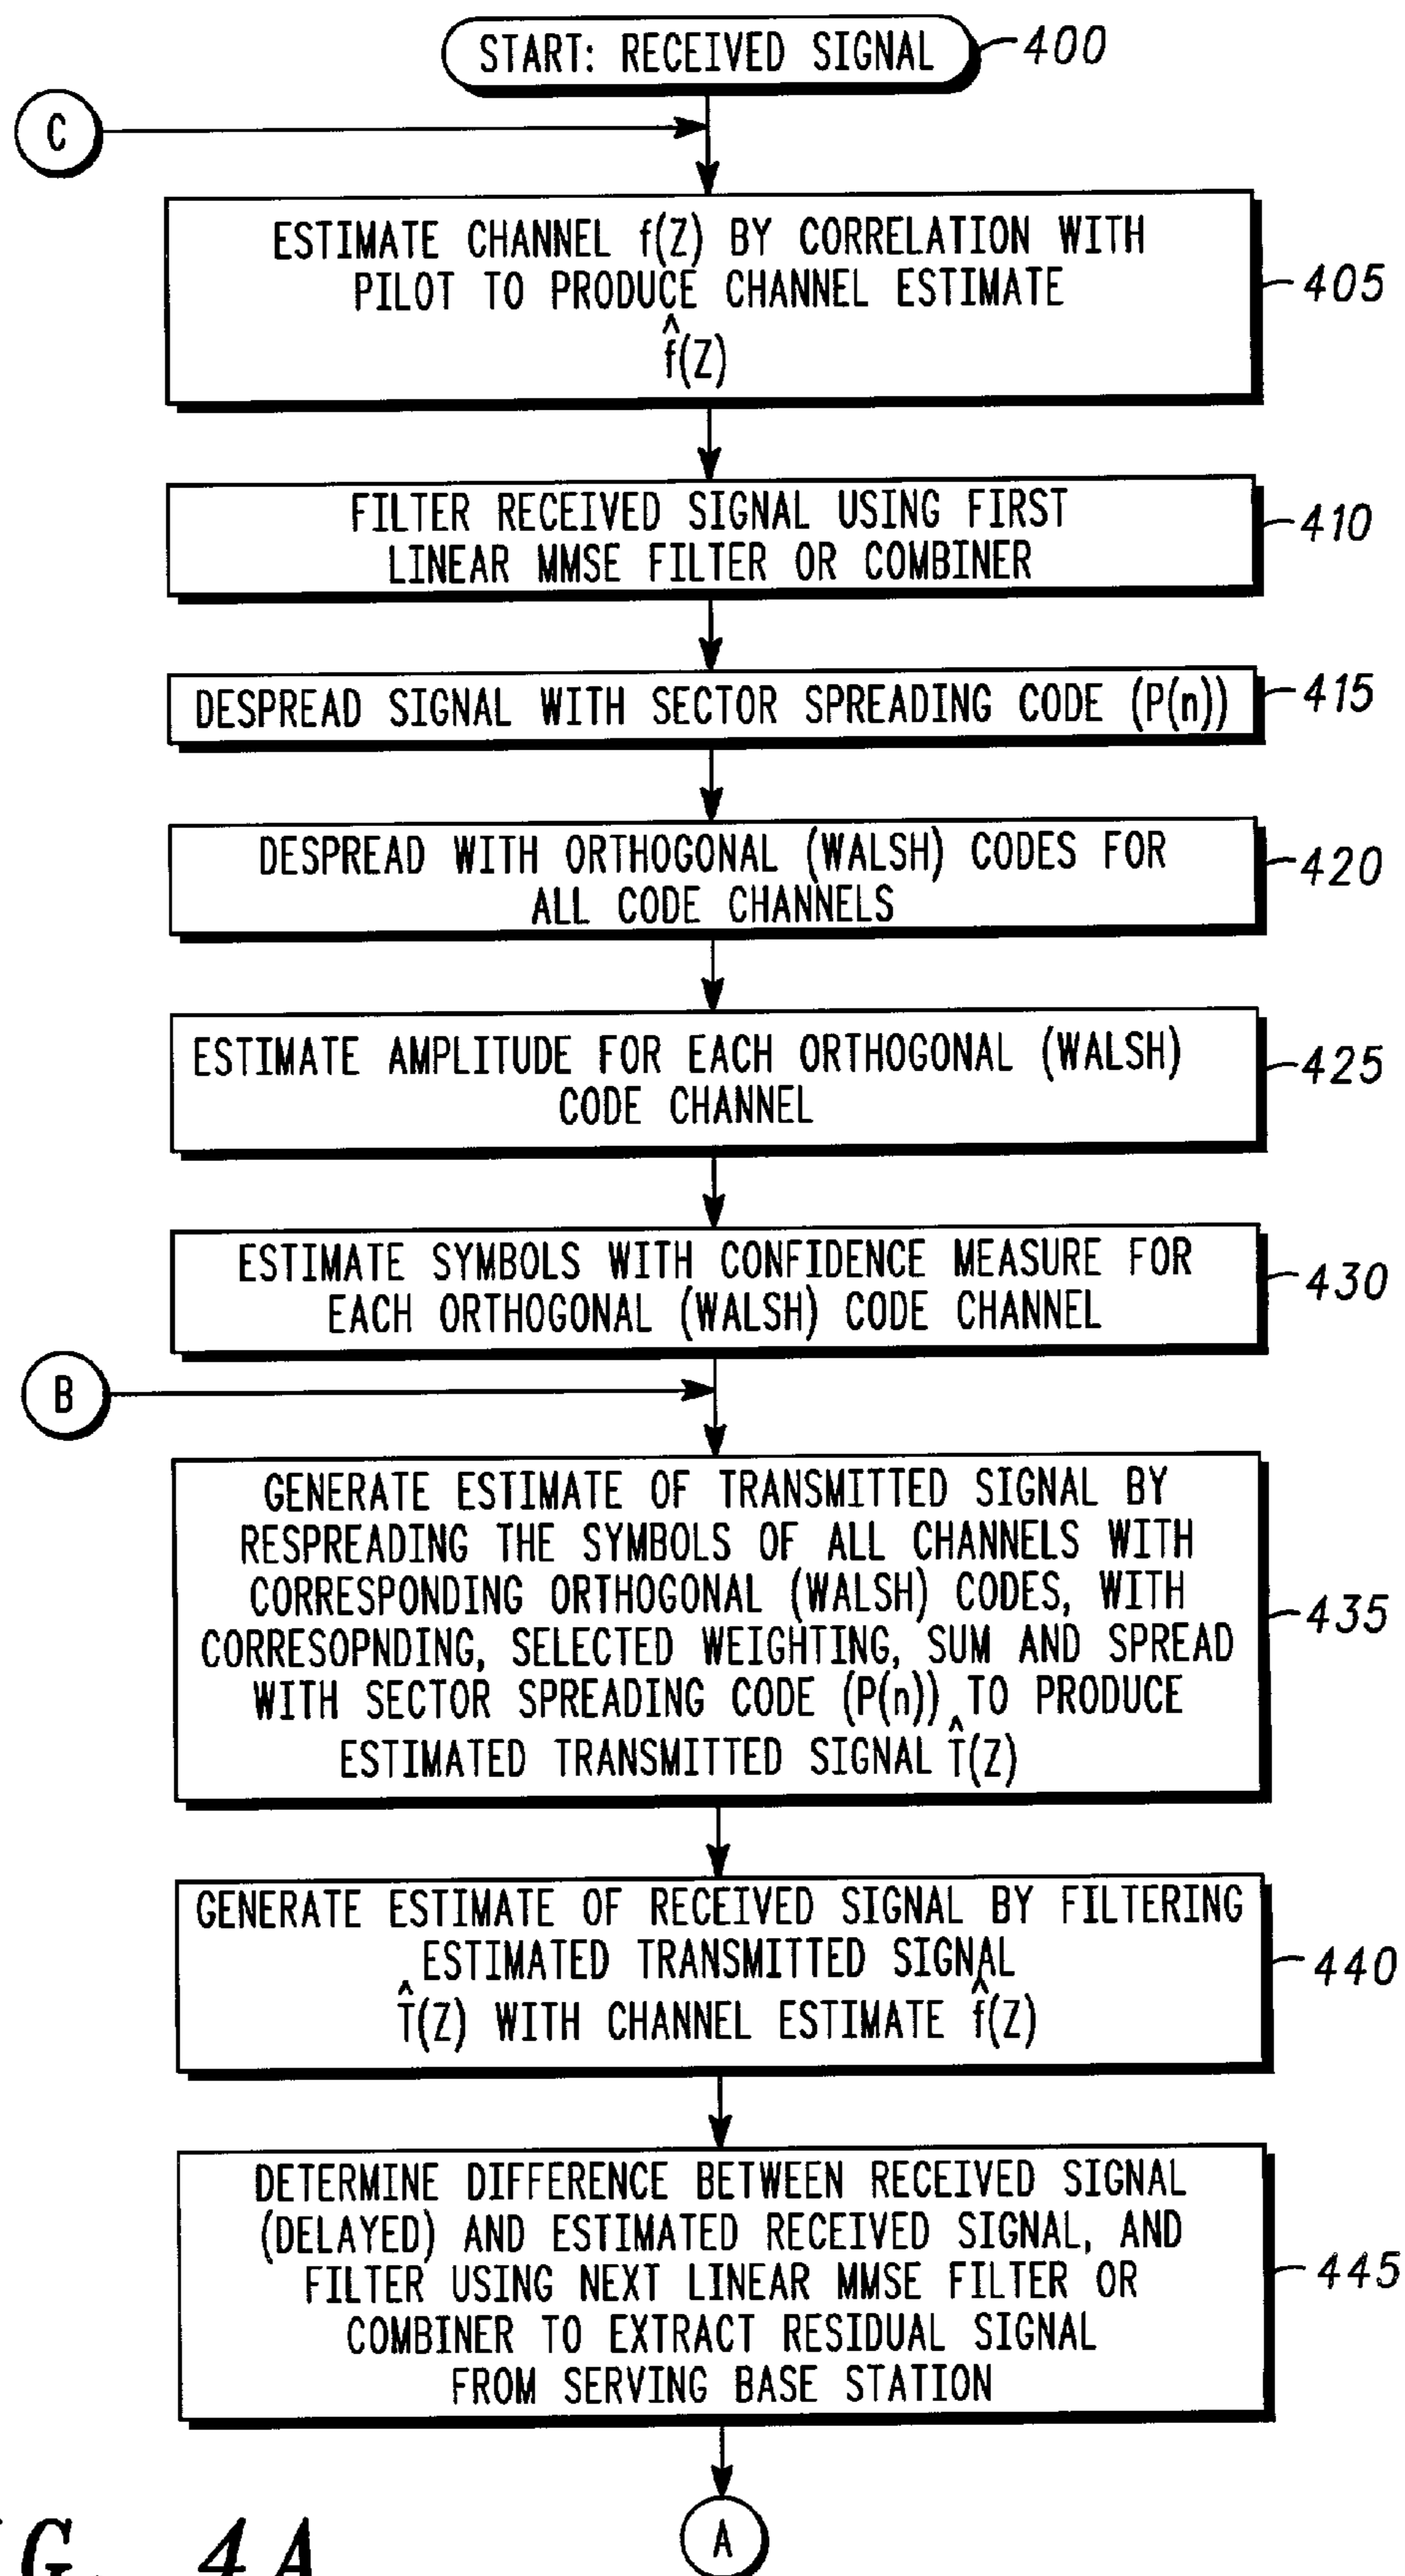 START: RECEIVED SIGNAL
400
C
ESTIMATE CHANNEL f(Z) BY CORRELATION WITH
PILOT TO PRODUCE CHANNEL ESTIMATE
f̂(Z)
405
FILTER RECEIVED SIGNAL USING FIRST
LINEAR MMSE FILTER OR COMBINER
410
DESPREAD SIGNAL WITH SECTOR SPREADING CODE (P(n))
415
DESPREAD WITH ORTHOGONAL (WALSH) CODES FOR
ALL CODE CHANNELS
420
ESTIMATE AMPLITUDE FOR EACH ORTHOGONAL (WALSH)
CODE CHANNEL
425
ESTIMATE SYMBOLS WITH CONFIDENCE MEASURE FOR
EACH ORTHOGONAL (WALSH) CODE CHANNEL
430
B
GENERATE ESTIMATE OF TRANSMITTED SIGNAL BY
RESPREADING THE SYMBOLS OF ALL CHANNELS WITH
CORRESPONDING ORTHOGONAL (WALSH) CODES, WITH
CORRESOPNDING, SELECTED WEIGHTING, SUM AND SPREAD
WITH SECTOR SPREADING CODE (P(n)) TO PRODUCE
ESTIMATED TRANSMITTED SIGNAL T̂(Z)
435
GENERATE ESTIMATE OF RECEIVED SIGNAL BY FILTERING
ESTIMATED TRANSMITTED SIGNAL
T̂(Z) WITH CHANNEL ESTIMATE f̂(Z)
440
DETERMINE DIFFERENCE BETWEEN RECEIVED SIGNAL
(DELAYED) AND ESTIMATED RECEIVED SIGNAL, AND
FILTER USING NEXT LINEAR MMSE FILTER OR
COMBINER TO EXTRACT RESIDUAL SIGNAL
FROM SERVING BASE STATION
445
A
G. 4A